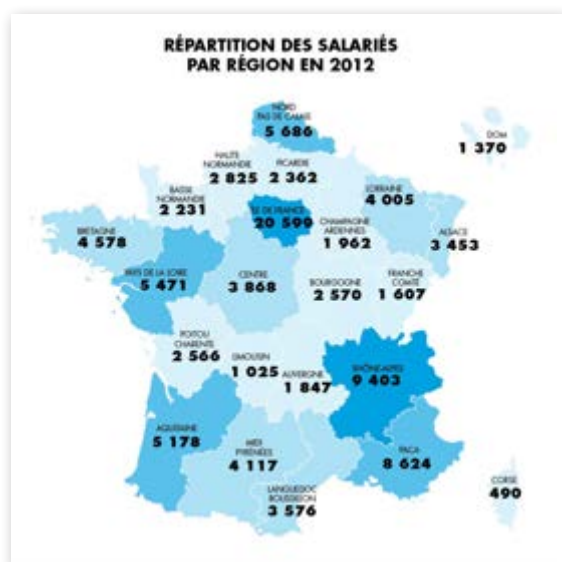 RÉPARTITION DES SALARIÉS
PAR RÉGION EN 2012
NORD
PAS DE CALAIS
5 686
DOM
1 370
HAUTE
NORMANDIE
2 825
PICARDIE
2 362
BASSE
NORMANDIE
2 231
LORRAINE
4 005
ILE DE FRANCE
20 599
CHAMPAGNE
ARDENNES
1 962
ALSACE
3 453
BRETAGNE
4 578
PAYS DE LA LOIRE
5 471
CENTRE
3 868
BOURGOGNE
2 570
FRANCHE
COMTÉ
1 607
POITOU
CHARENTE
2 566
LIMOUSIN
1 025
AUVERGNE
1 847
RHÔNE-ALPES
9 403
AQUITAINE
5 178
MIDI
PYRÉNÉES
4 117
PACA
8 624
LANGUEDOC
ROUSSILLON
3 576
CORSE
490